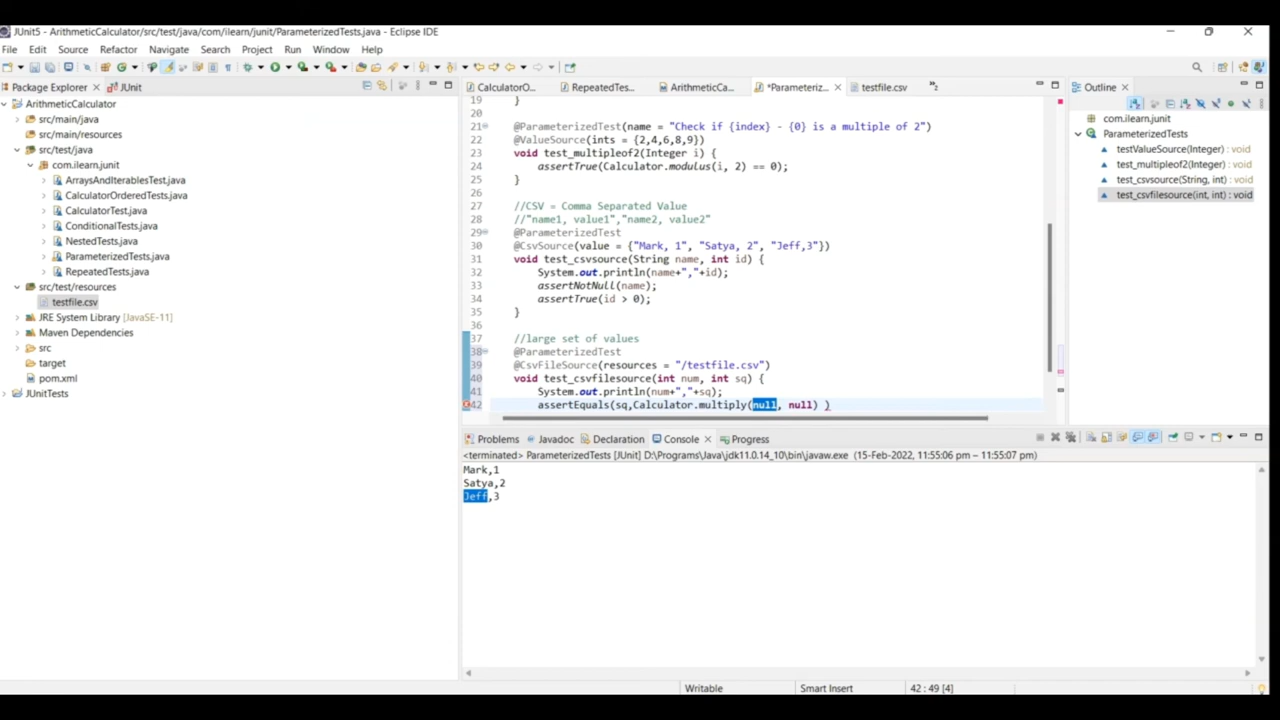 JUnit5 - ArithmeticCalculator/src/test/java/com/ilearn/junit/ParameterizedTests.java - Eclipse IDE
File Edit Source Refactor Navigate Search Project Run Window Help
Package Explorer JUnit
ArithmeticCalculator
src/main/java
src/main/resources
src/test/java
com.ilearn.junit
ArraysAndIterablesTest.java
CalculatorOrderedTests.java
CalculatorTest.java
ConditionalTests.java
NestedTests.java
ParameterizedTests.java
RepeatedTests.java
src/test/resources
testfile.csv
JRE System Library [JavaSE-11]
Maven Dependencies
src
target
pom.xml
JUnitTests
CalculatorO... RepeatedTes... ArithmeticCa... *Parameteriz... testfile.csv
19 }
20
21 @ParameterizedTest(name = "Check if {index} - {0} is a multiple of 2")
22 @ValueSource(ints = {2,4,6,8,9})
23 void test_multipleof2(Integer i) {
24 assertTrue(Calculator.modulus(i, 2) == 0);
25 }
26
27 //CSV = Comma Separated Value
28 //"name1, value1","name2, value2"
29 @ParameterizedTest
30 @CsvSource(value = {"Mark, 1", "Satya, 2", "Jeff,3"})
31 void test_csvsource(String name, int id) {
32 System.out.println(name+","+id);
33 assertNotNull(name);
34 assertTrue(id > 0);
35 }
36
37 //large set of values
38 @ParameterizedTest
39 @CsvFileSource(resources = "/testfile.csv")
40 void test_csvfilesource(int num, int sq) {
41 System.out.println(num+","+sq);
42 assertEquals(sq,Calculator.multiply(null, null) )
Outline
com.ilearn.junit
ParameterizedTests
testValueSource(Integer) : void
test_multipleof2(Integer) : void
test_csvsource(String, int) : void
test_csvfilesource(int, int) : void
Problems Javadoc Declaration Console Progress
<terminated> ParameterizedTests [JUnit] D:\Programs\Java\jdk11.0.14_10\bin\javaw.exe (15-Feb-2022, 11:55:06 pm – 11:55:07 pm)
Mark,1
Satya,2
Jeff,3
Writable Smart Insert 42 : 49 [4]